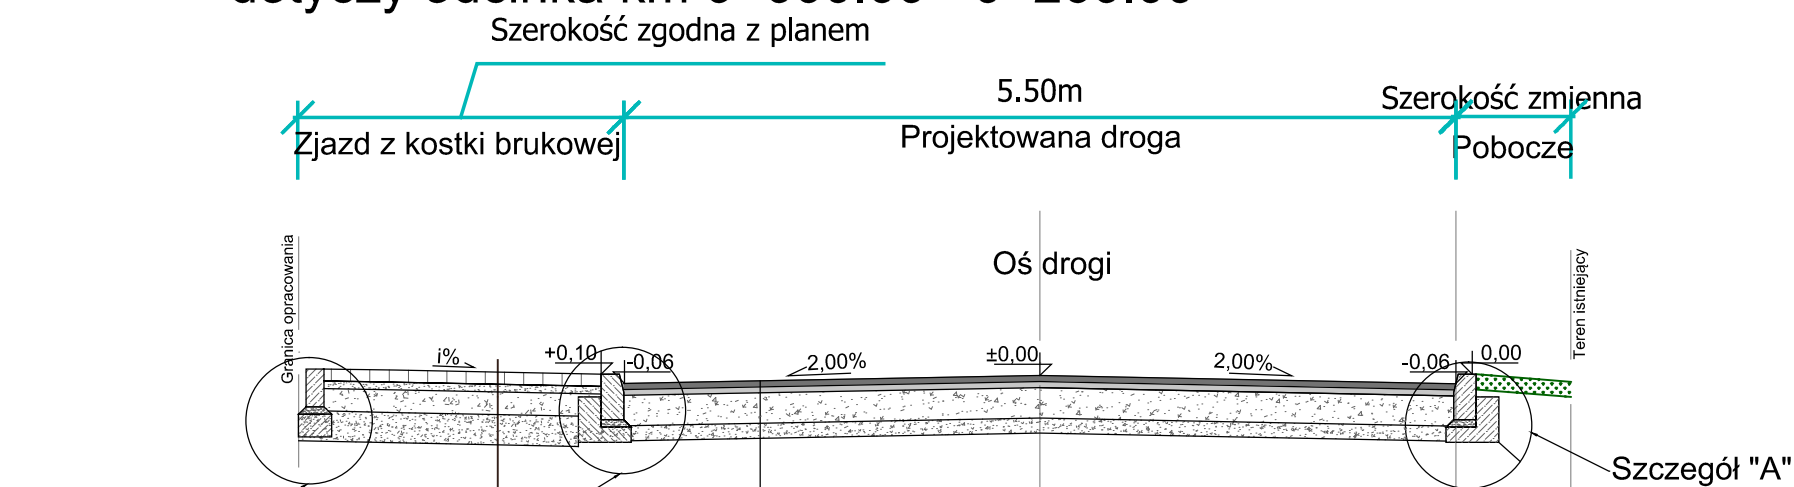 Szerokość zgodna z planem
5.50m
Szerokość zmienna
Zjazd z kostki brukowej
Projektowana droga
Pobocze
Granica opracowania
Oś drogi
Teren istniejący
i%
+0,10
-0,06
2,00%
±0,00
2,00%
-0,06
0,00
Szczegół "A"